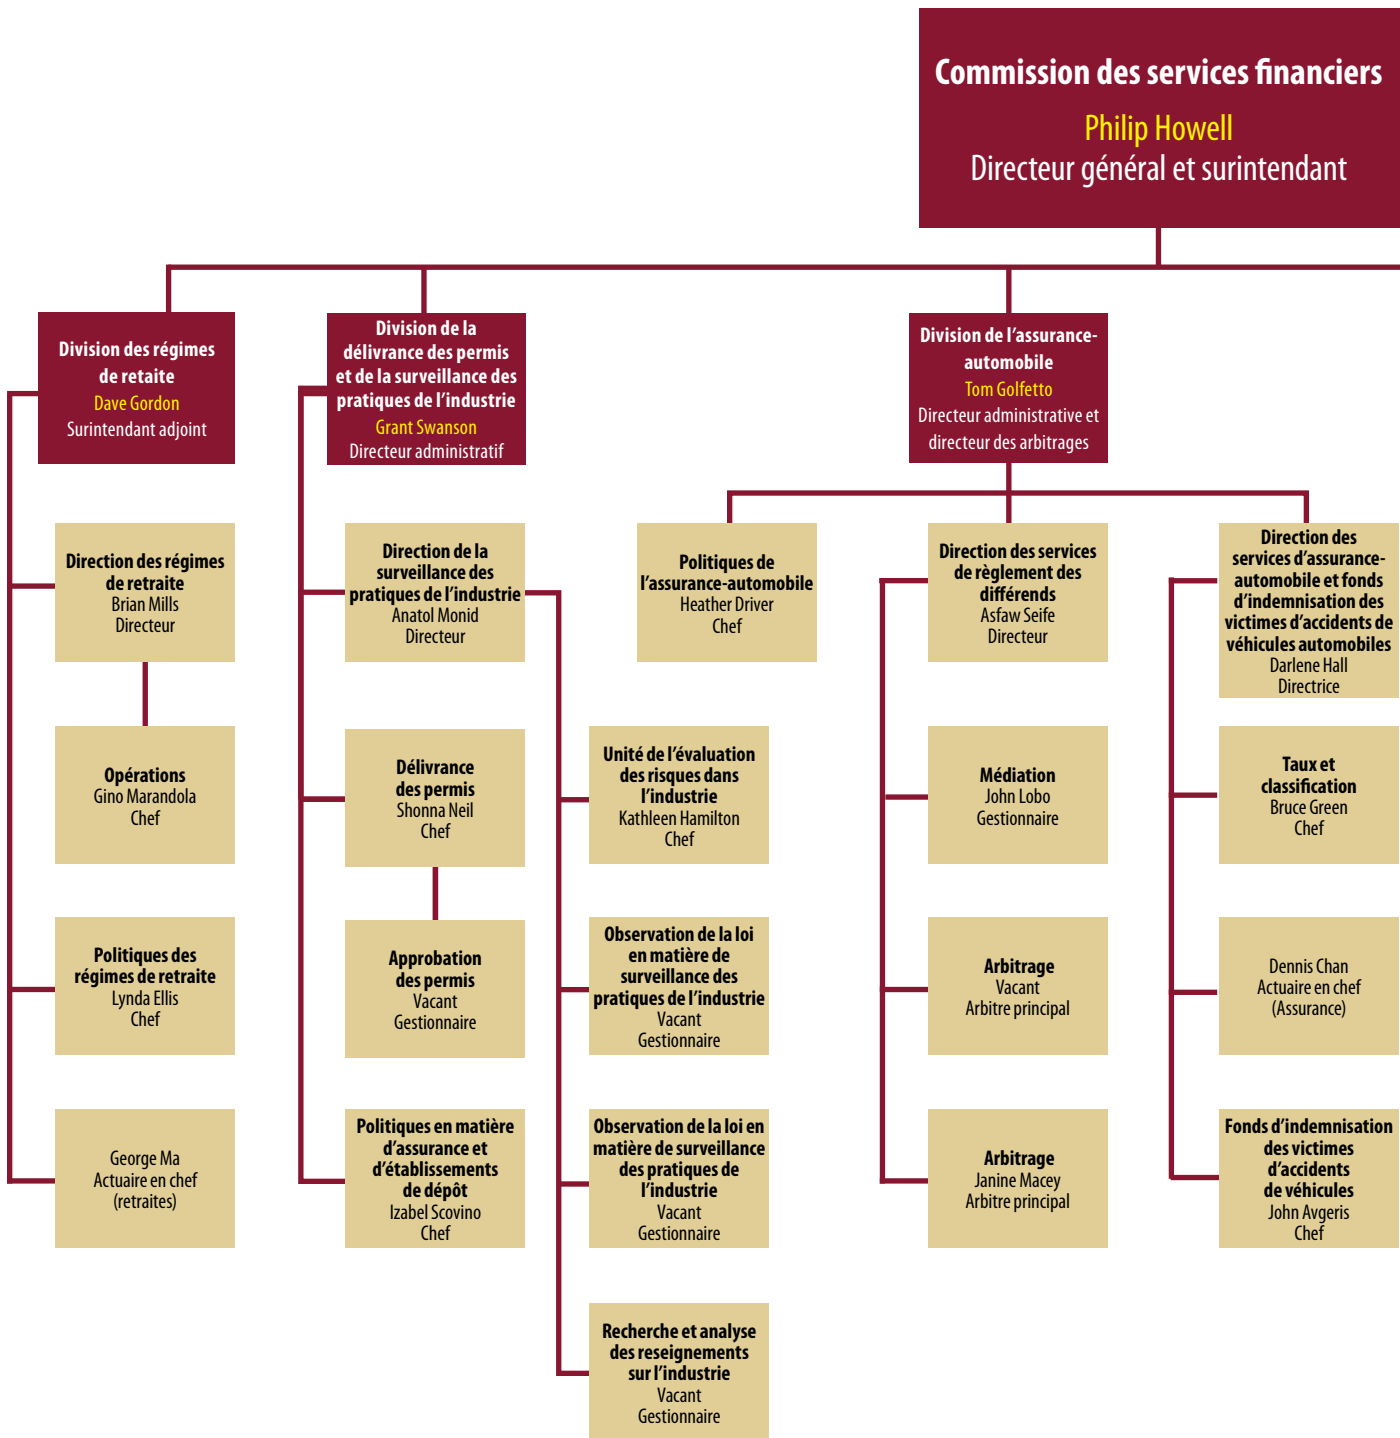 Commission des services financiers
Philip Howell
Directeur général et surintendant
Division des régimes
de retaite
Dave Gordon
Surintendant adjoint
Division de la
délivrance des permis
et de la surveillance des
pratiques de l'industrie
Grant Swanson
Directeur administratif
Division de l'assurance-
automobile
Tom Golfetto
Directeur administrative et
directeur des arbitrages
Direction des régimes
de retraite
Brian Mills
Directeur
Direction de la
surveillance des
pratiques de l'industrie
Anatol Monid
Directeur
Politiques de
l'assurance-automobile
Heather Driver
Chef
Direction des services
de règlement des
différends
Asfaw Seife
Directeur
Direction des
services d'assurance-
automobile et fonds
d'indemnisation des
victimes d'accidents de
véhicules automobiles
Darlene Hall
Directrice
Opérations
Gino Marandola
Chef
Délivrance
des permis
Shonna Neil
Chef
Unité de l'évaluation
des risques dans
l'industrie
Kathleen Hamilton
Chef
Médiation
John Lobo
Gestionnaire
Taux et
classification
Bruce Green
Chef
Politiques des
régimes de retraite
Lynda Ellis
Chef
Approbation
des permis
Vacant
Gestionnaire
Observation de la loi
en matière de
surveillance des
pratiques de l'industrie
Vacant
Gestionnaire
Arbitrage
Vacant
Arbitre principal
Dennis Chan
Actuaire en chef
(Assurance)
George Ma
Actuaire en chef
(retraites)
Politiques en matière
d'assurance et
d'établissements
de dépôt
Izabel Scovino
Chef
Observation de la loi en
matière de surveillance
des pratiques de
l'industrie
Vacant
Gestionnaire
Arbitrage
Janine Macey
Arbitre principal
Fonds d'indemnisation
des victimes
d'accidents
de véhicules
John Avgeris
Chef
Recherche et analyse
des reseignements
sur l'industrie
Vacant
Gestionnaire